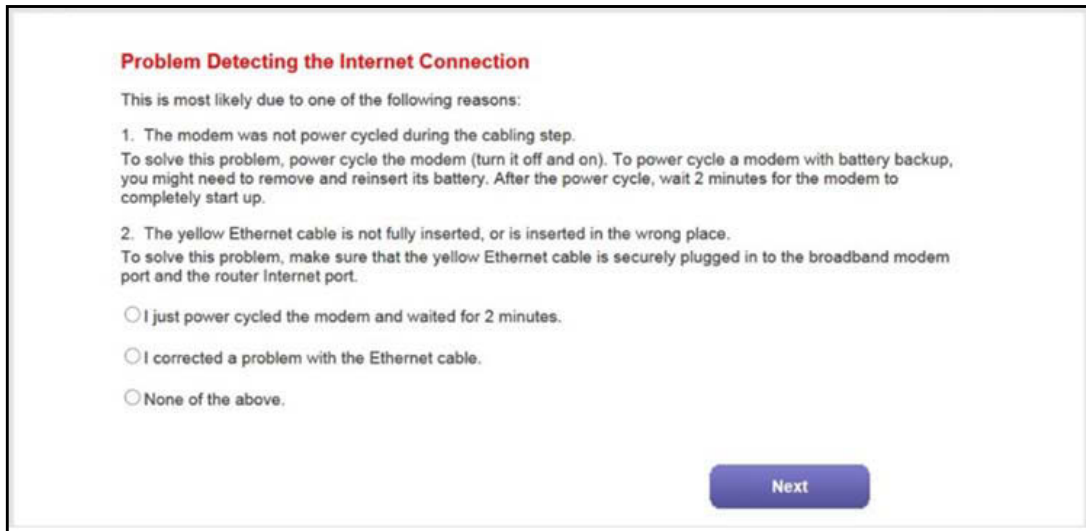 Problem Detecting the Internet Connection
This is most likely due to one of the following reasons:
1. The modem was not power cycled during the cabling step.
To solve this problem, power cycle the modem (turn it off and on). To power cycle a modem with battery backup,
you might need to remove and reinsert its battery. After the power cycle, wait 2 minutes for the modem to
completely start up.
2. The yellow Ethernet cable is not fully inserted, or is inserted in the wrong place.
To solve this problem, make sure that the yellow Ethernet cable is securely plugged in to the broadband modem
port and the router Internet port.
I just power cycled the modem and waited for 2 minutes.
I corrected a problem with the Ethernet cable.
None of the above.
Next